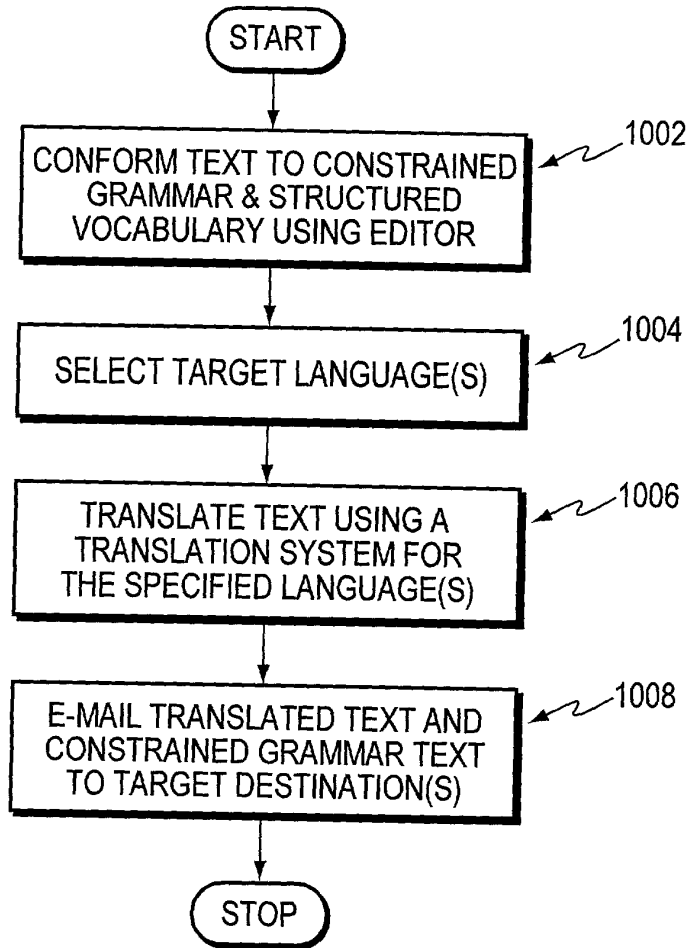 START
CONFORM TEXT TO CONSTRAINED
GRAMMAR & STRUCTURED
VOCABULARY USING EDITOR
1002
SELECT TARGET LANGUAGE(S)
1004
TRANSLATE TEXT USING A
TRANSLATION SYSTEM FOR
THE SPECIFIED LANGUAGE(S)
1006
E-MAIL TRANSLATED TEXT AND
CONSTRAINED GRAMMAR TEXT
TO TARGET DESTINATION(S)
1008
STOP